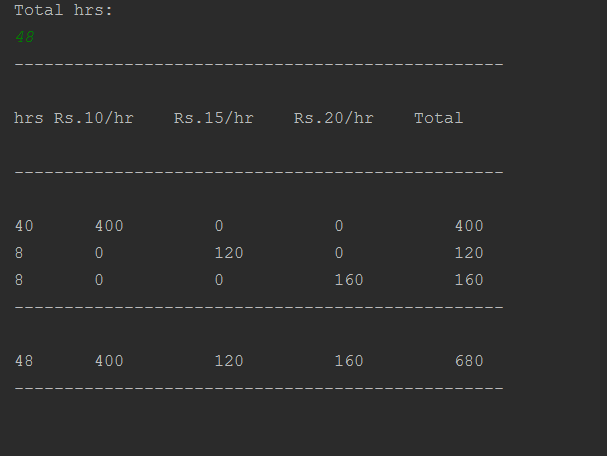 Total hrs:
48
-------------------------------------------------
hrs Rs.10/hr    Rs.15/hr    Rs.20/hr    Total
-------------------------------------------------
40      400         0           0           400
8       0           120         0           120
8       0           0           160         160
-------------------------------------------------
48      400         120         160         680
-------------------------------------------------